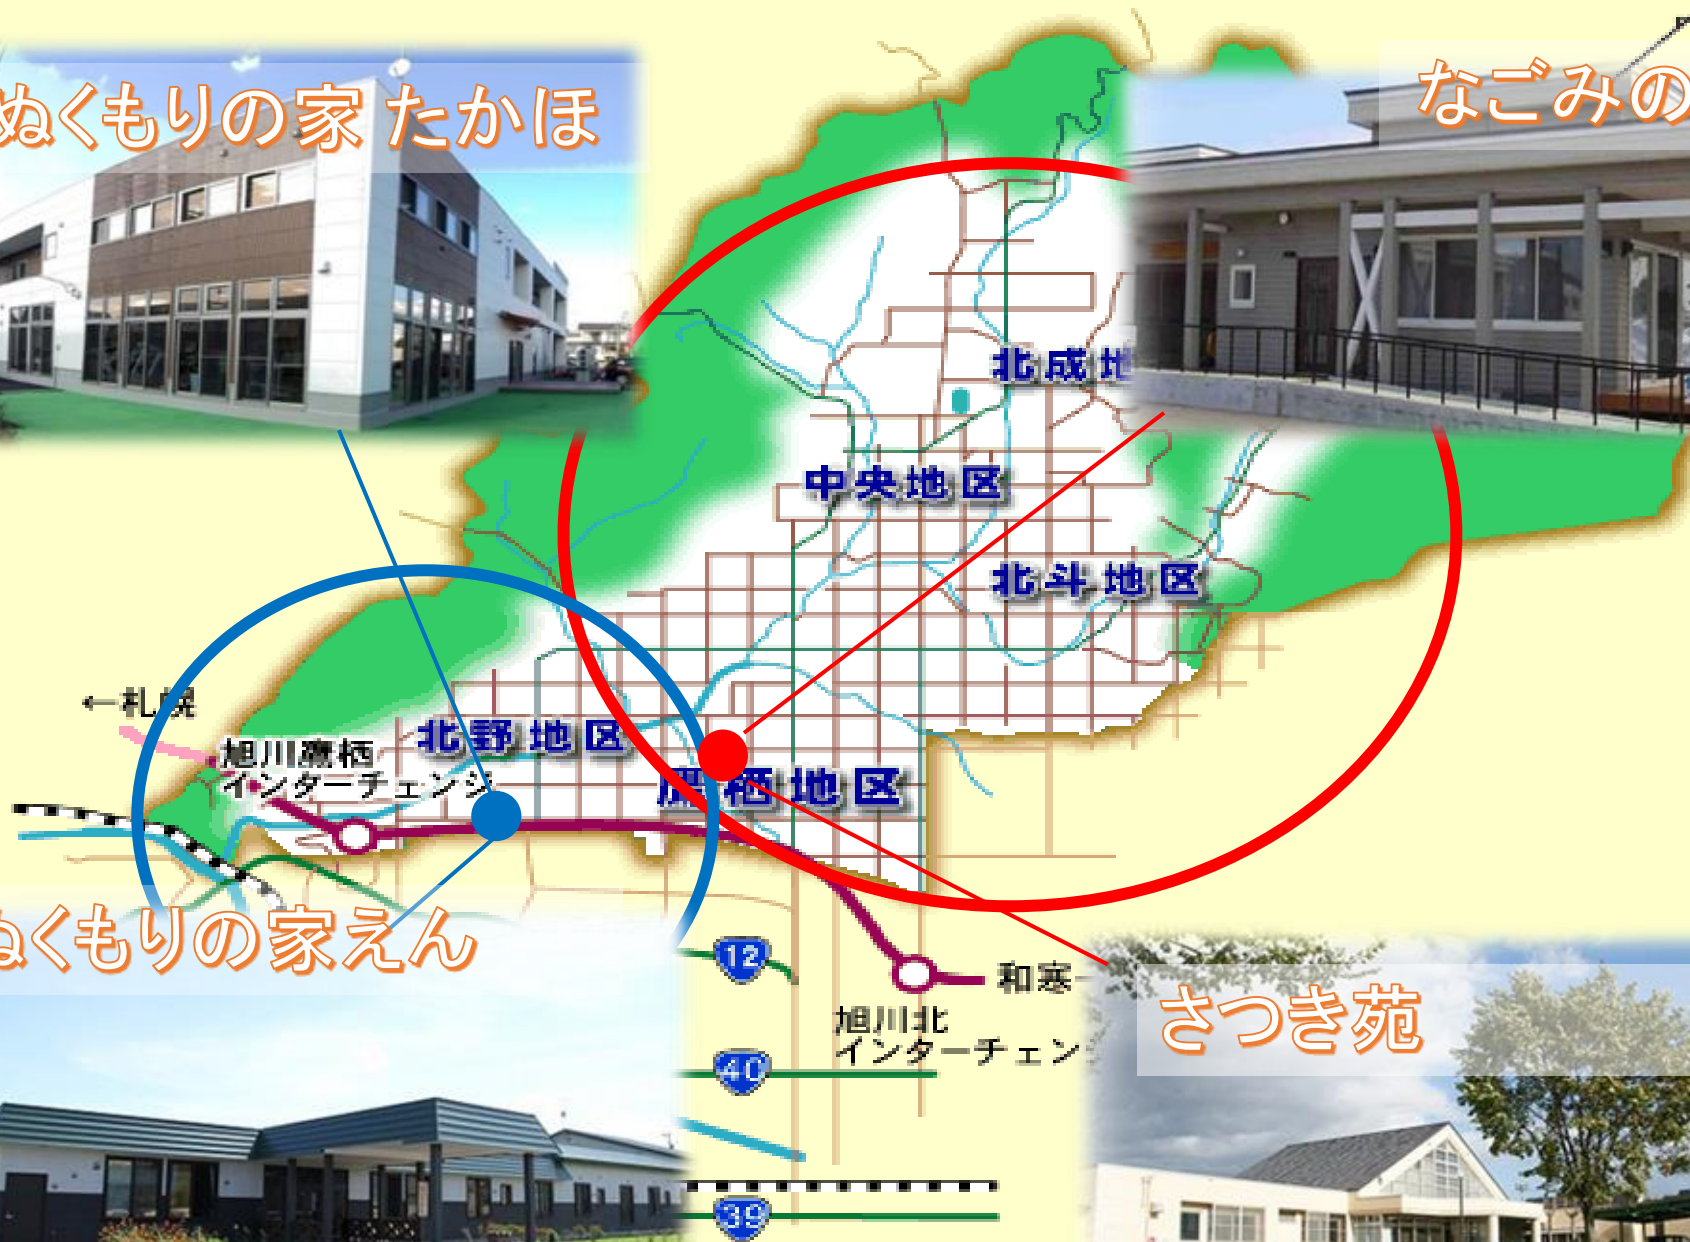 ぬくもりの家 たかほ
なごみの
北成地
中央地区
北斗地区
←札幌
旭川鷹栖
インターチェンジ
北野地区
鷹栖地区
ぬくもりの家えん
12
和寒
旭川北
インターチェン
さつき苑
40
39